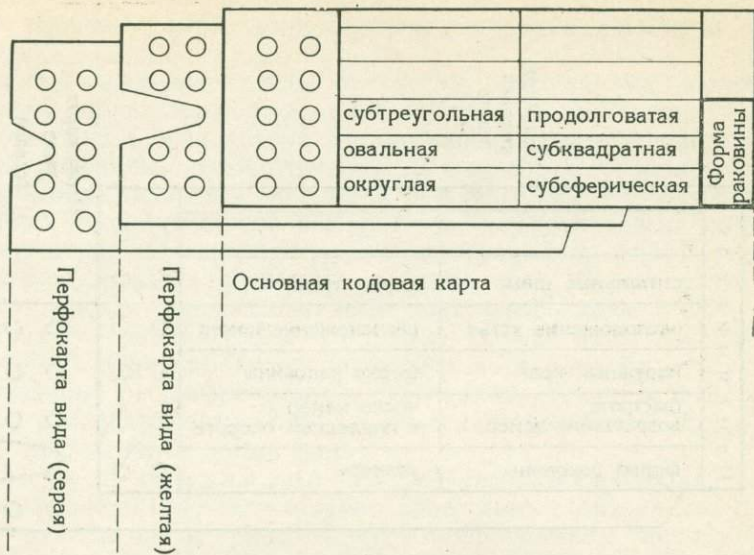 субтреугольная продолговатая
овальная субквадратная
округлая субсферическая
Форма
раковины
Основная кодовая карта
Перфокарта вида (серая)
Перфокарта вида (желтая)